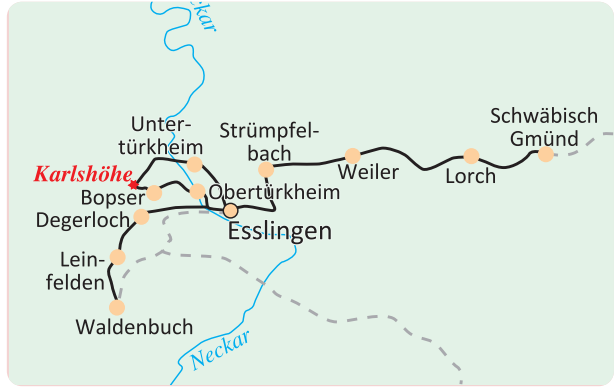 ckar
Schwäbisch
Gmünd
Unter-
türkheim
Strümpfel-
bach
Karlshöhe
Weiler
Lorch
Bopser
Obertürkheim
Degerloch
Esslingen
Lein-
felden
Waldenbuch
Neckar